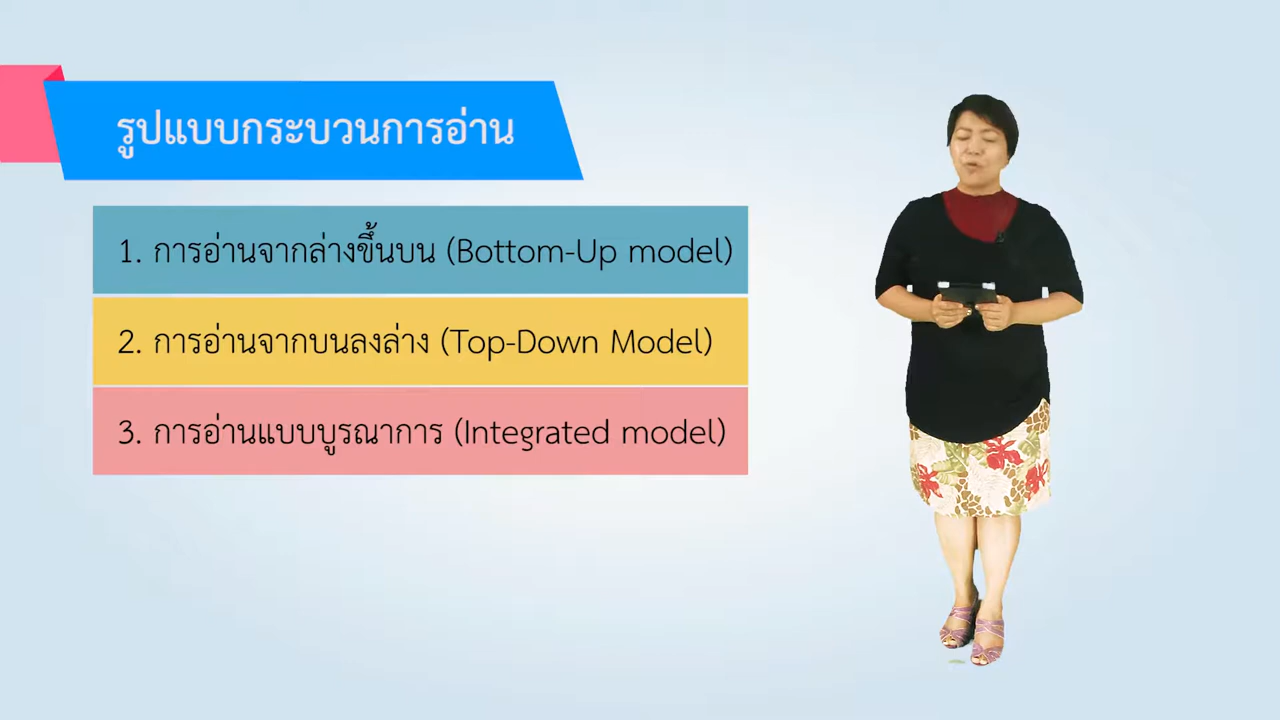 รูปแบบกระบวนการอ่าน
1. การอ่านจากล่างขึ้นบน (Bottom-Up model)
2. การอ่านจากบนลงล่าง (Top-Down Model)
3. การอ่านแบบบูรณาการ (Integrated model)